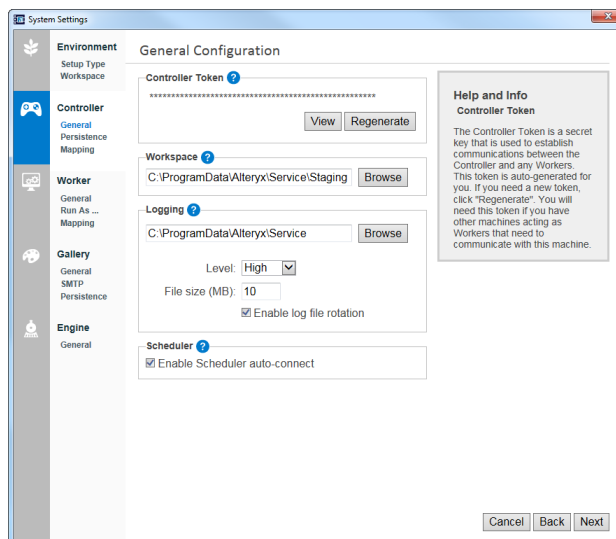 System Settings
Environment
Setup Type
Workspace
Controller
General
Persistence
Mapping
Worker
General
Run As ...
Mapping
Gallery
General
SMTP
Persistence
Engine
General
General Configuration
Controller Token ?
**************************************************
View Regenerate
Workspace ?
C:\ProgramData\Alteryx\Service\Staging Browse
Logging ?
C:\ProgramData\Alteryx\Service Browse
Level: High
File size (MB): 10
Enable log file rotation
Scheduler ?
Enable Scheduler auto-connect
Help and Info
Controller Token
The Controller Token is a secret
key that is used to establish
communications between the
Controller and any Workers.
This token is auto-generated for
you. If you need a new token,
click "Regenerate". You will
need this token if you have
other machines acting as
Workers that need to
communicate with this machine.
Cancel Back Next